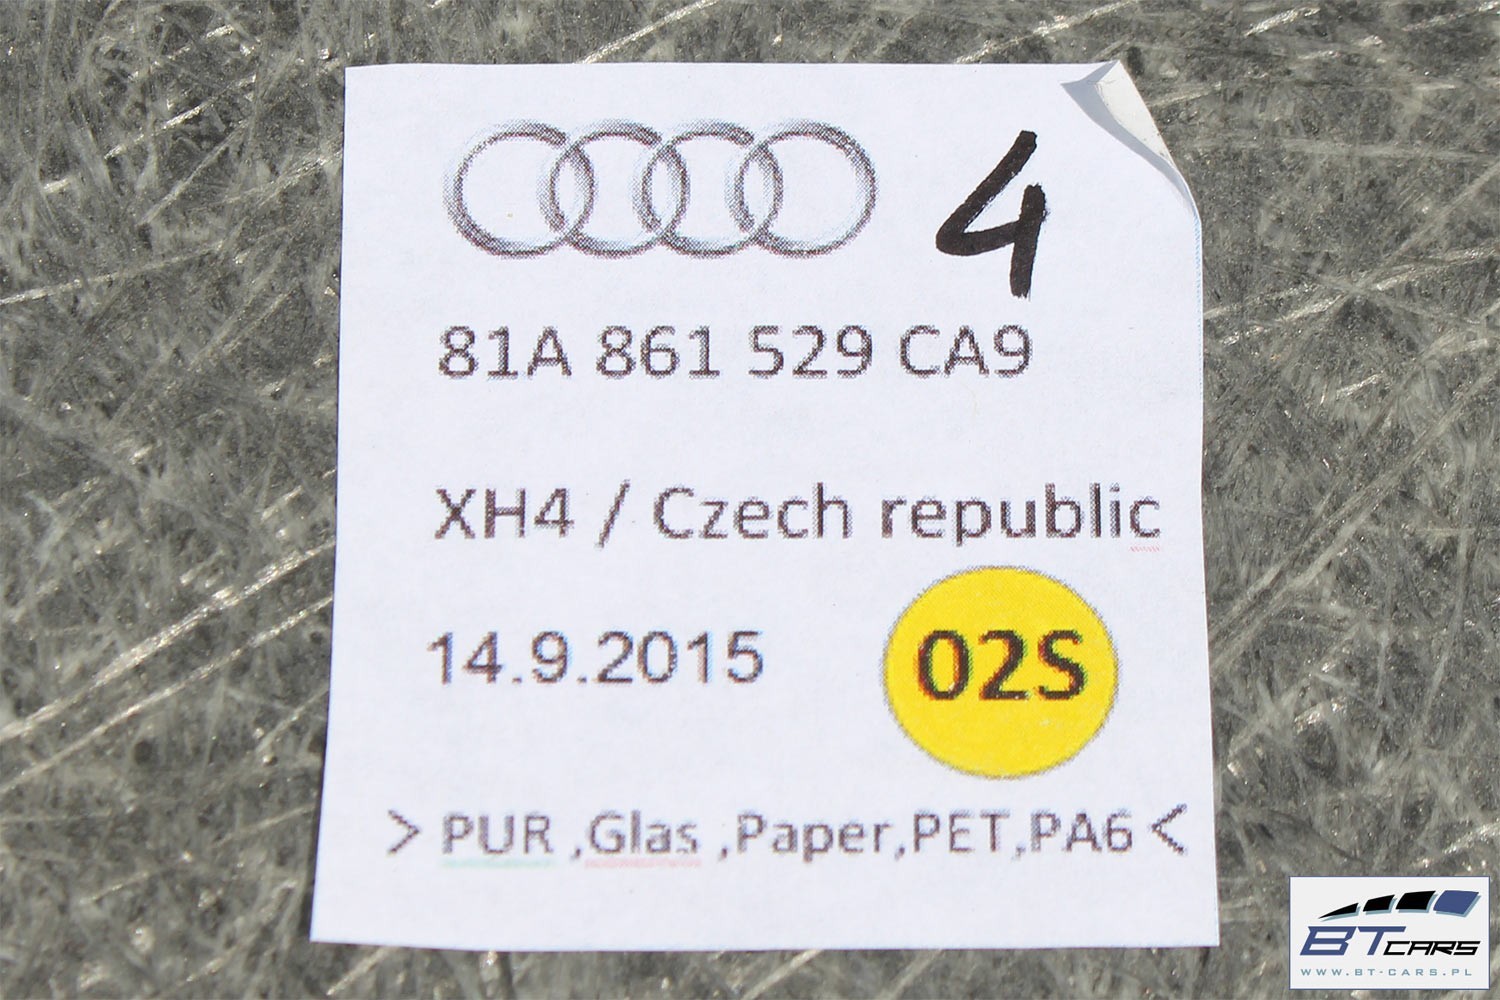 4
81A 861 529 CA9
XH4 / Czech republic
14.9.2015
02S
> PUR ,Glas ,Paper,PET,PA6 <
BT CARS
WWW.BT-CARS.PL